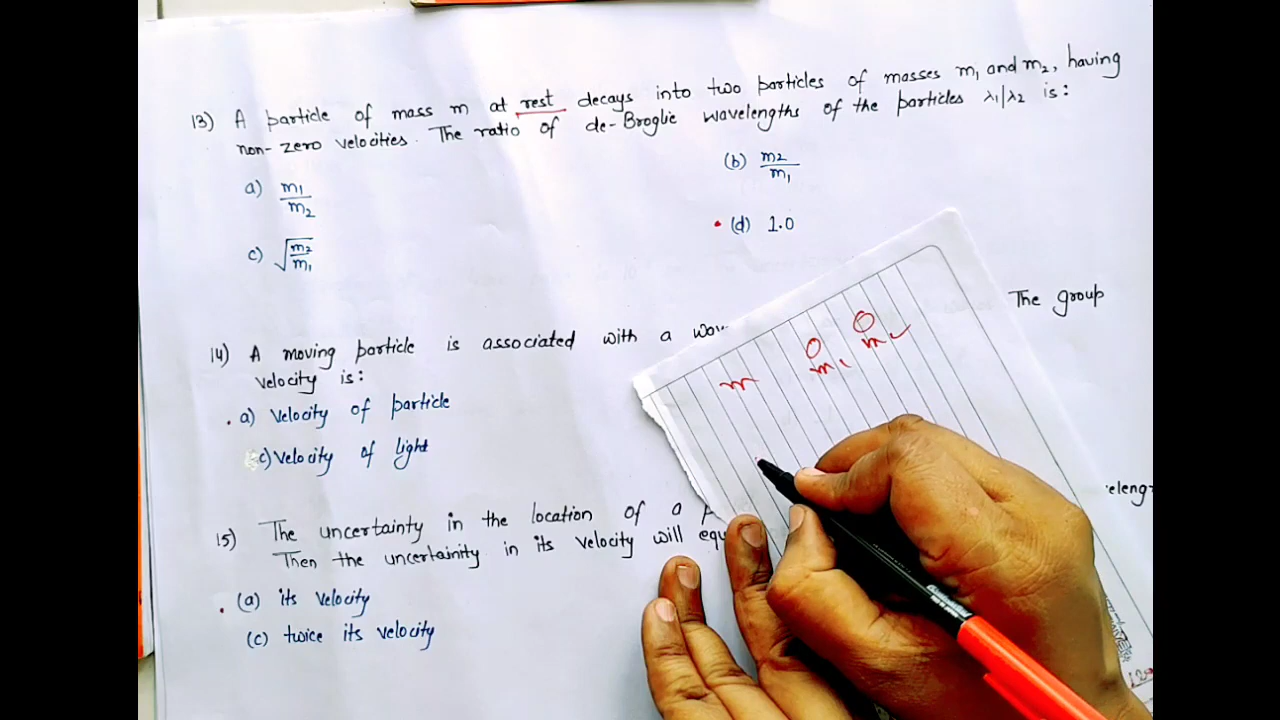 13) A particle of mass m at rest decays into two particles of masses m1 and m2, having
non-zero velocities. The ratio of de-Broglie wavelengths of the particles λ1/λ2 is:
a) m1/m2
(b) m2/m1
c) √m2/m1
(d) 1.0
14) A moving particle is associated with a The group
velocity is:
a) velocity of particle
c) velocity of light
15) The uncertainty in the location of a
Then the uncertainity in its velocity will
(a) its velocity
(c) twice its velocity
m m1 m2